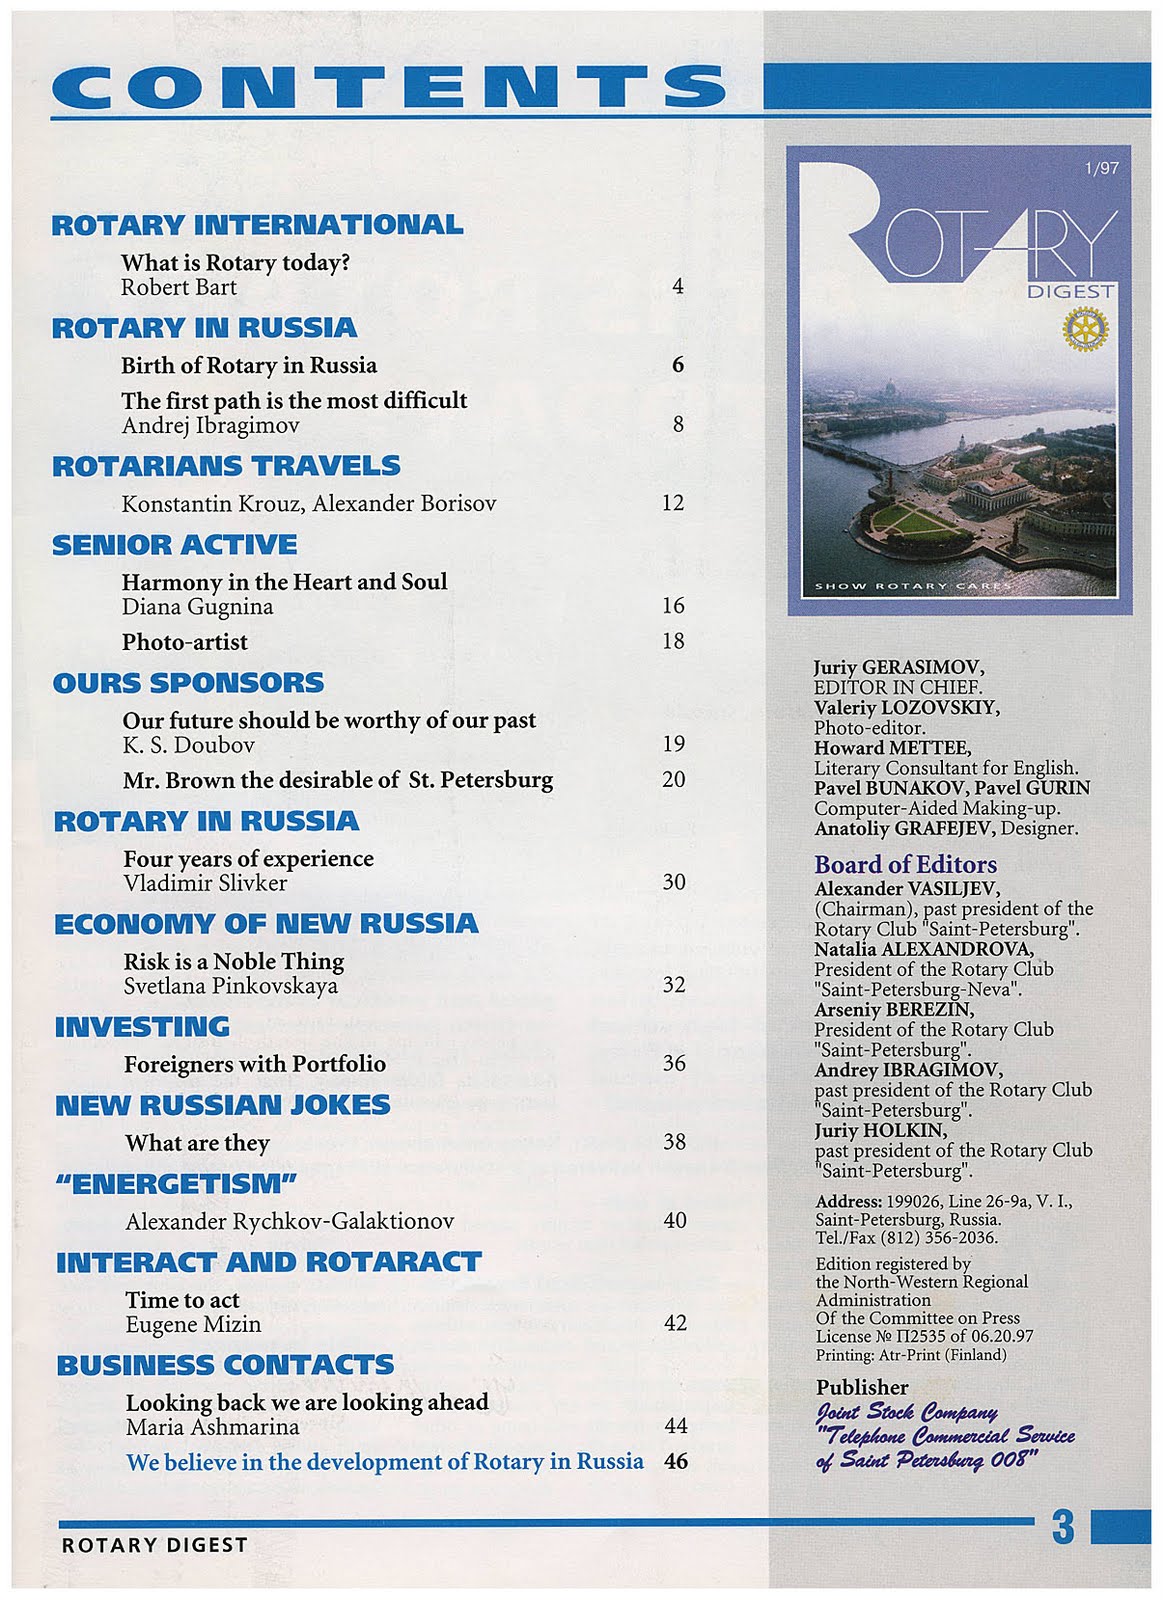 CONTENTS
ROTARY INTERNATIONAL
What is Rotary today?
Robert Bart 4
ROTARY IN RUSSIA
Birth of Rotary in Russia 6
The first path is the most difficult
Andrej Ibragimov 8
ROTARIANS TRAVELS
Konstantin Krouz, Alexander Borisov 12
SENIOR ACTIVE
Harmony in the Heart and Soul
Diana Gugnina 16
Photo-artist 18
OURS SPONSORS
Our future should be worthy of our past
K. S. Doubov 19
Mr. Brown the desirable of St. Petersburg 20
ROTARY IN RUSSIA
Four years of experience
Vladimir Slivker 30
ECONOMY OF NEW RUSSIA
Risk is a Noble Thing
Svetlana Pinkovskaya 32
INVESTING
Foreigners with Portfolio 36
NEW RUSSIAN JOKES
What are they 38
"ENERGETISM"
Alexander Rychkov-Galaktionov 40
INTERACT AND ROTARACT
Time to act
Eugene Mizin 42
BUSINESS CONTACTS
Looking back we are looking ahead
Maria Ashmarina 44
We believe in the development of Rotary in Russia 46
1/97
ROTARY
DIGEST
SHOW ROTARY CARES
Juriy GERASIMOV,
EDITOR IN CHIEF.
Valeriy LOZOVSKIY,
Photo-editor.
Howard METTEE,
Literary Consultant for English.
Pavel BUNAKOV, Pavel GURIN
Computer-Aided Making-up.
Anatoliy GRAFEJEV, Designer.
Board of Editors
Alexander VASILJEV,
(Chairman), past president of the
Rotary Club "Saint-Petersburg".
Natalia ALEXANDROVA,
President of the Rotary Club
"Saint-Petersburg-Neva".
Arseniy BEREZIN,
President of the Rotary Club
"Saint-Petersburg".
Andrey IBRAGIMOV,
past president of the Rotary Club
"Saint-Petersburg".
Juriy HOLKIN,
past president of the Rotary Club
"Saint-Petersburg".
Address: 199026, Line 26-9a, V. I.,
Saint-Petersburg, Russia.
Tel./Fax (812) 356-2036.
Edition registered by
the North-Western Regional
Administration
Of the Committee on Press
License № П2535 of 06.20.97
Printing: Atr-Print (Finland)
Publisher
Joint Stock Company
"Telephone Commercial Service
of Saint Petersburg 008"
ROTARY DIGEST
3